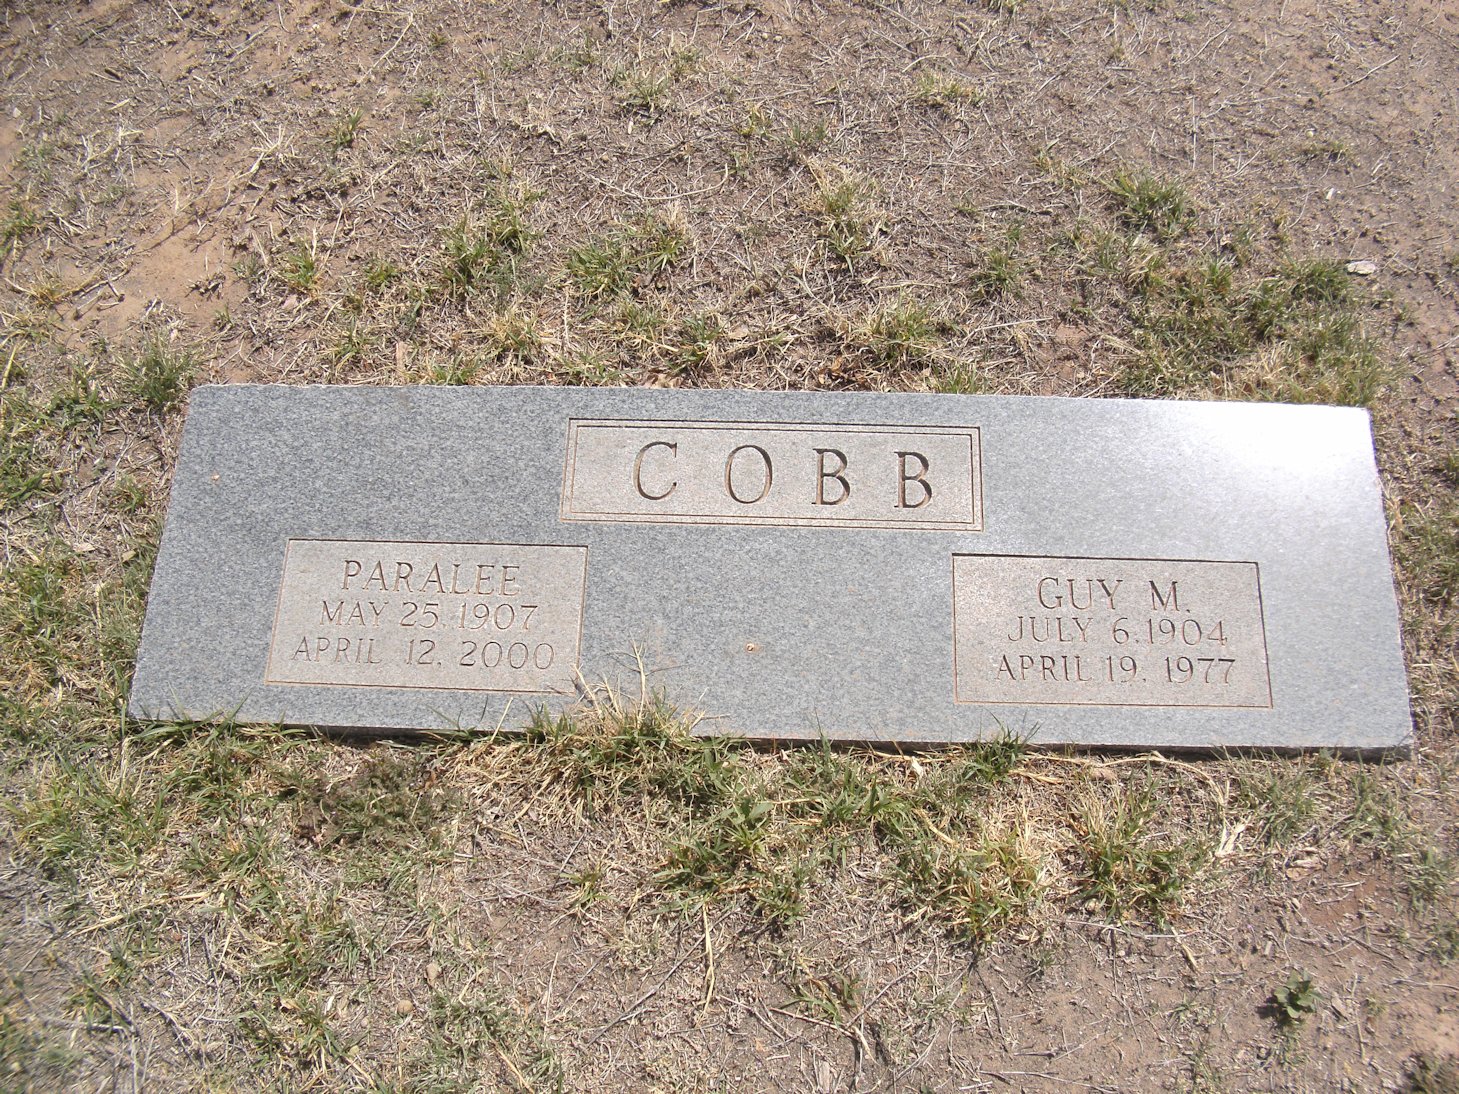 COBB
PARALEE
MAY 25, 1907
APRIL 12, 2000
GUY M.
JULY 6, 1904
APRIL 19, 1977